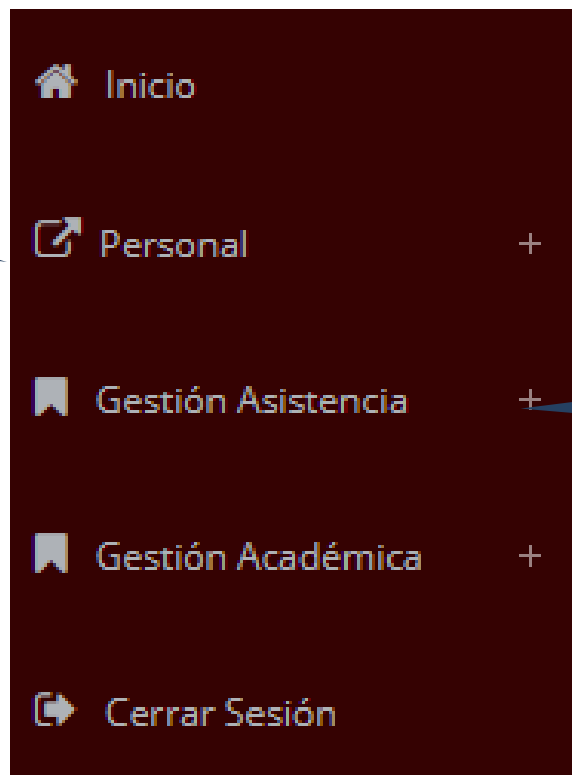 Inicio
Personal +
Gestión Asistencia +
Gestión Académica +
Cerrar Sesión